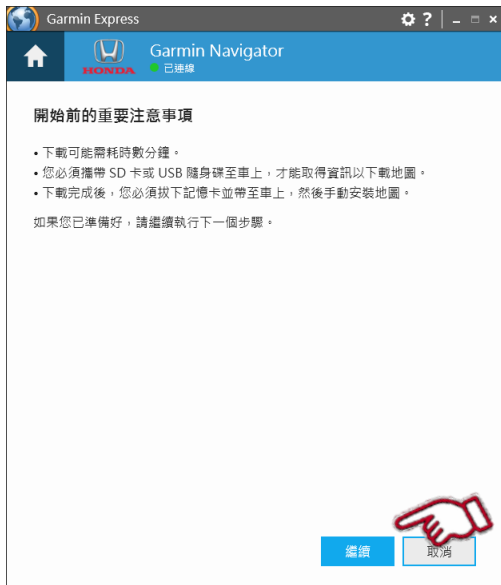 Garmin Express
HONDA
Garmin Navigator
已連線
開始前的重要注意事項
• 下載可能需耗時數分鐘。
• 您必須攜帶 SD 卡或 USB 隨身碟至車上，才能取得資訊以下載地圖。
• 下載完成後，您必須拔下記憶卡並帶至車上，然後手動安裝地圖。
如果您已準備好，請繼續執行下一個步驟。
繼續
取消